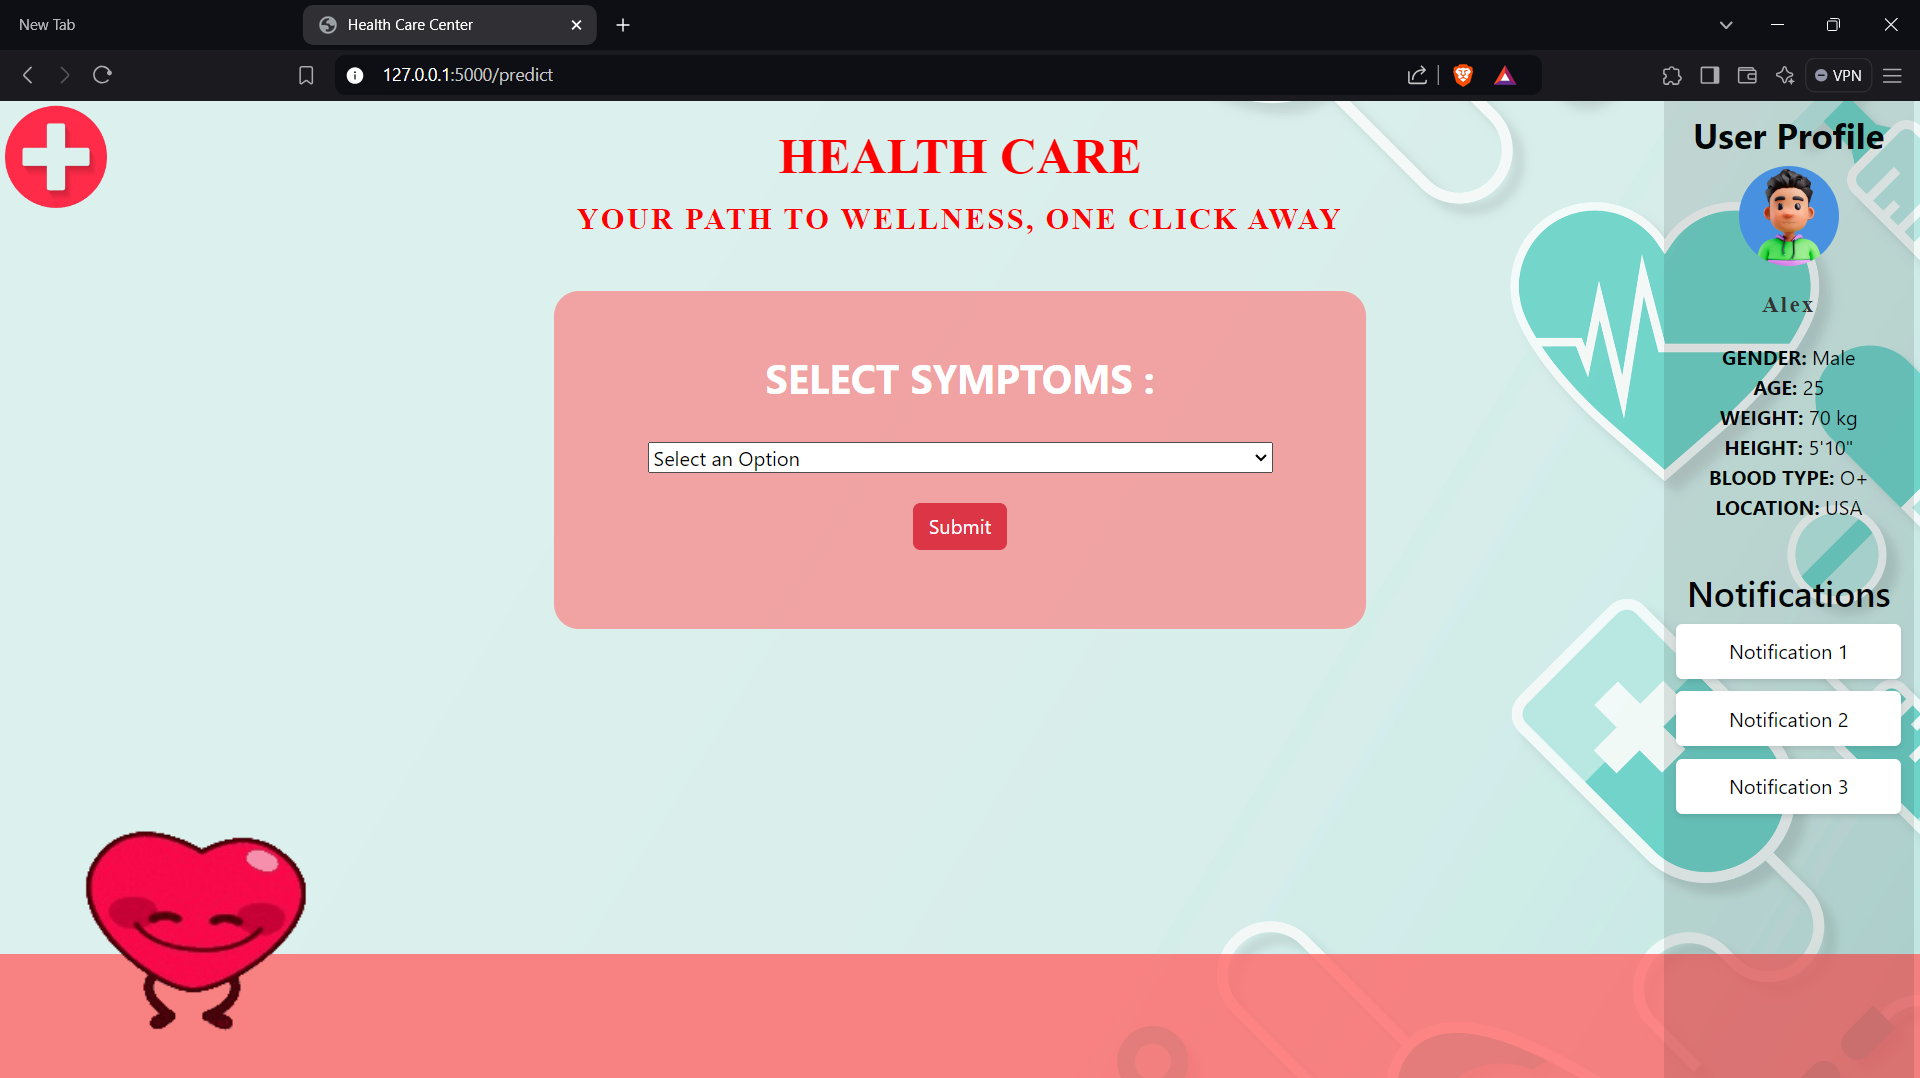 New Tab
Health Care Center
127.0.0.1:5000/predict
VPN
HEALTH CARE
YOUR PATH TO WELLNESS, ONE CLICK AWAY
SELECT SYMPTOMS :
Select an Option
Submit
User Profile
Alex
GENDER: Male
AGE: 25
WEIGHT: 70 kg
HEIGHT: 5'10"
BLOOD TYPE: O+
LOCATION: USA
Notifications
Notification 1
Notification 2
Notification 3